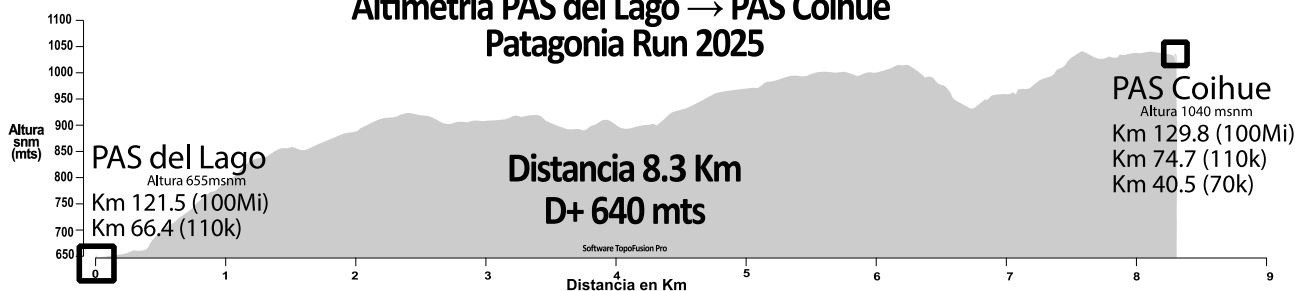 Altimetría PAS del Lago → PAS Coihue
Patagonia Run 2025
1100
1050
1000
950
900
850
800
750
700
650
Altura
snm
(mts)
PAS del Lago
Altura 655msnm
Km 121.5 (100Mi)
Km 66.4 (110k)
Distancia 8.3 Km
D+ 640 mts
Software TopoFusion Pro
PAS Coihue
Altura 1040 msnm
Km 129.8 (100Mi)
Km 74.7 (110k)
Km 40.5 (70k)
0 1 2 3 4 5 6 7 8 9
Distancia en Km